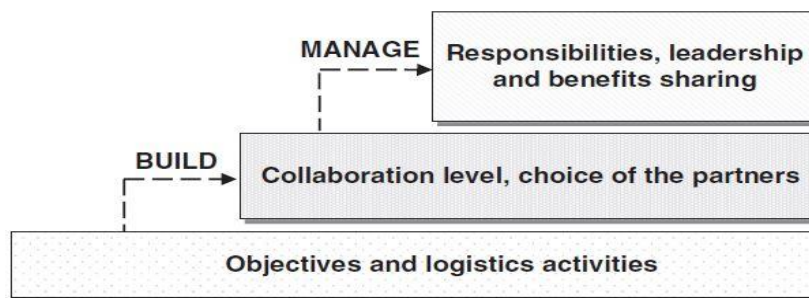 MANAGE
Responsibilities, leadership
and benefits sharing
BUILD
Collaboration level, choice of the partners
Objectives and logistics activities